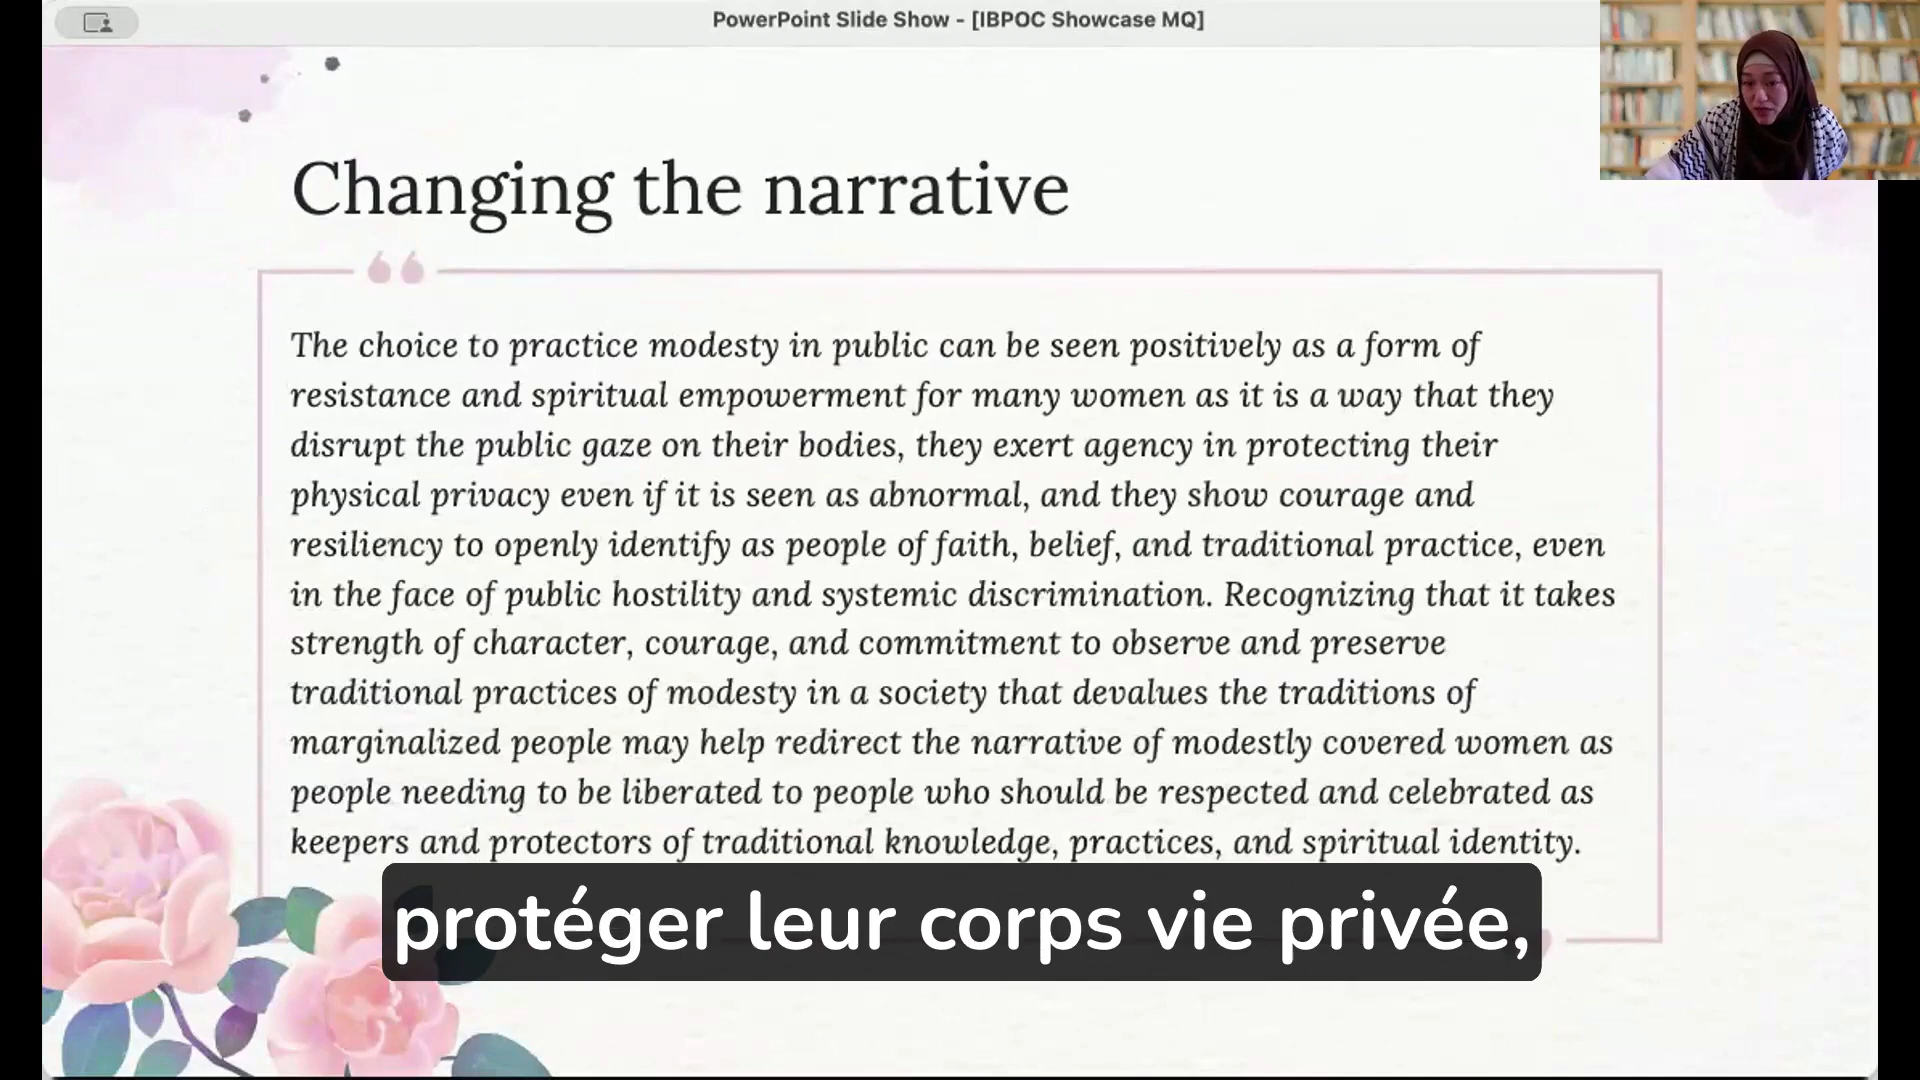 PowerPoint Slide Show - [IBPOC Showcase MQ]
Changing the narrative
The choice to practice modesty in public can be seen positively as a form of
resistance and spiritual empowerment for many women as it is a way that they
disrupt the public gaze on their bodies, they exert agency in protecting their
physical privacy even if it is seen as abnormal, and they show courage and
resiliency to openly identify as people of faith, belief, and traditional practice, even
in the face of public hostility and systemic discrimination. Recognizing that it takes
strength of character, courage, and commitment to observe and preserve
traditional practices of modesty in a society that devalues the traditions of
marginalized people may help redirect the narrative of modestly covered women as
people needing to be liberated to people who should be respected and celebrated as
keepers and protectors of traditional knowledge, practices, and spiritual identity.
protéger leur corps vie privée,